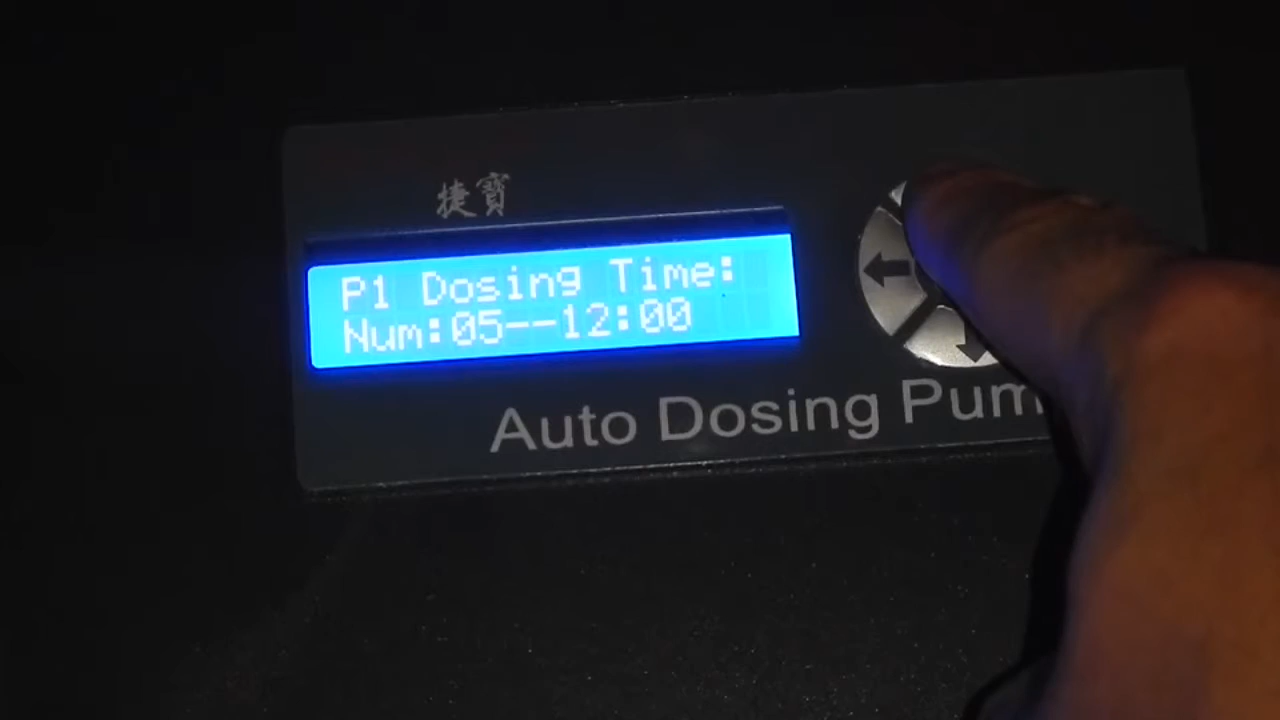 捷寶
P1 Dosing Time:
Num:05--12:00
Auto Dosing Pum